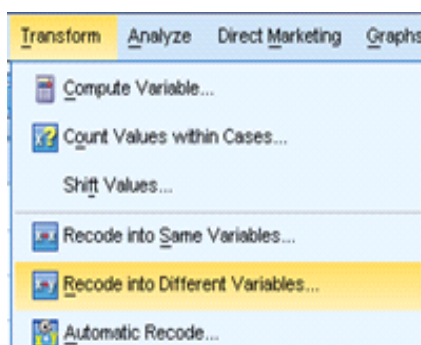 Transform Analyze Direct Marketing Graphs
Compute Variable...
Count Values within Cases...
Shift Values...
Recode into Same Variables...
Recode into Different Variables...
Automatic Recode...